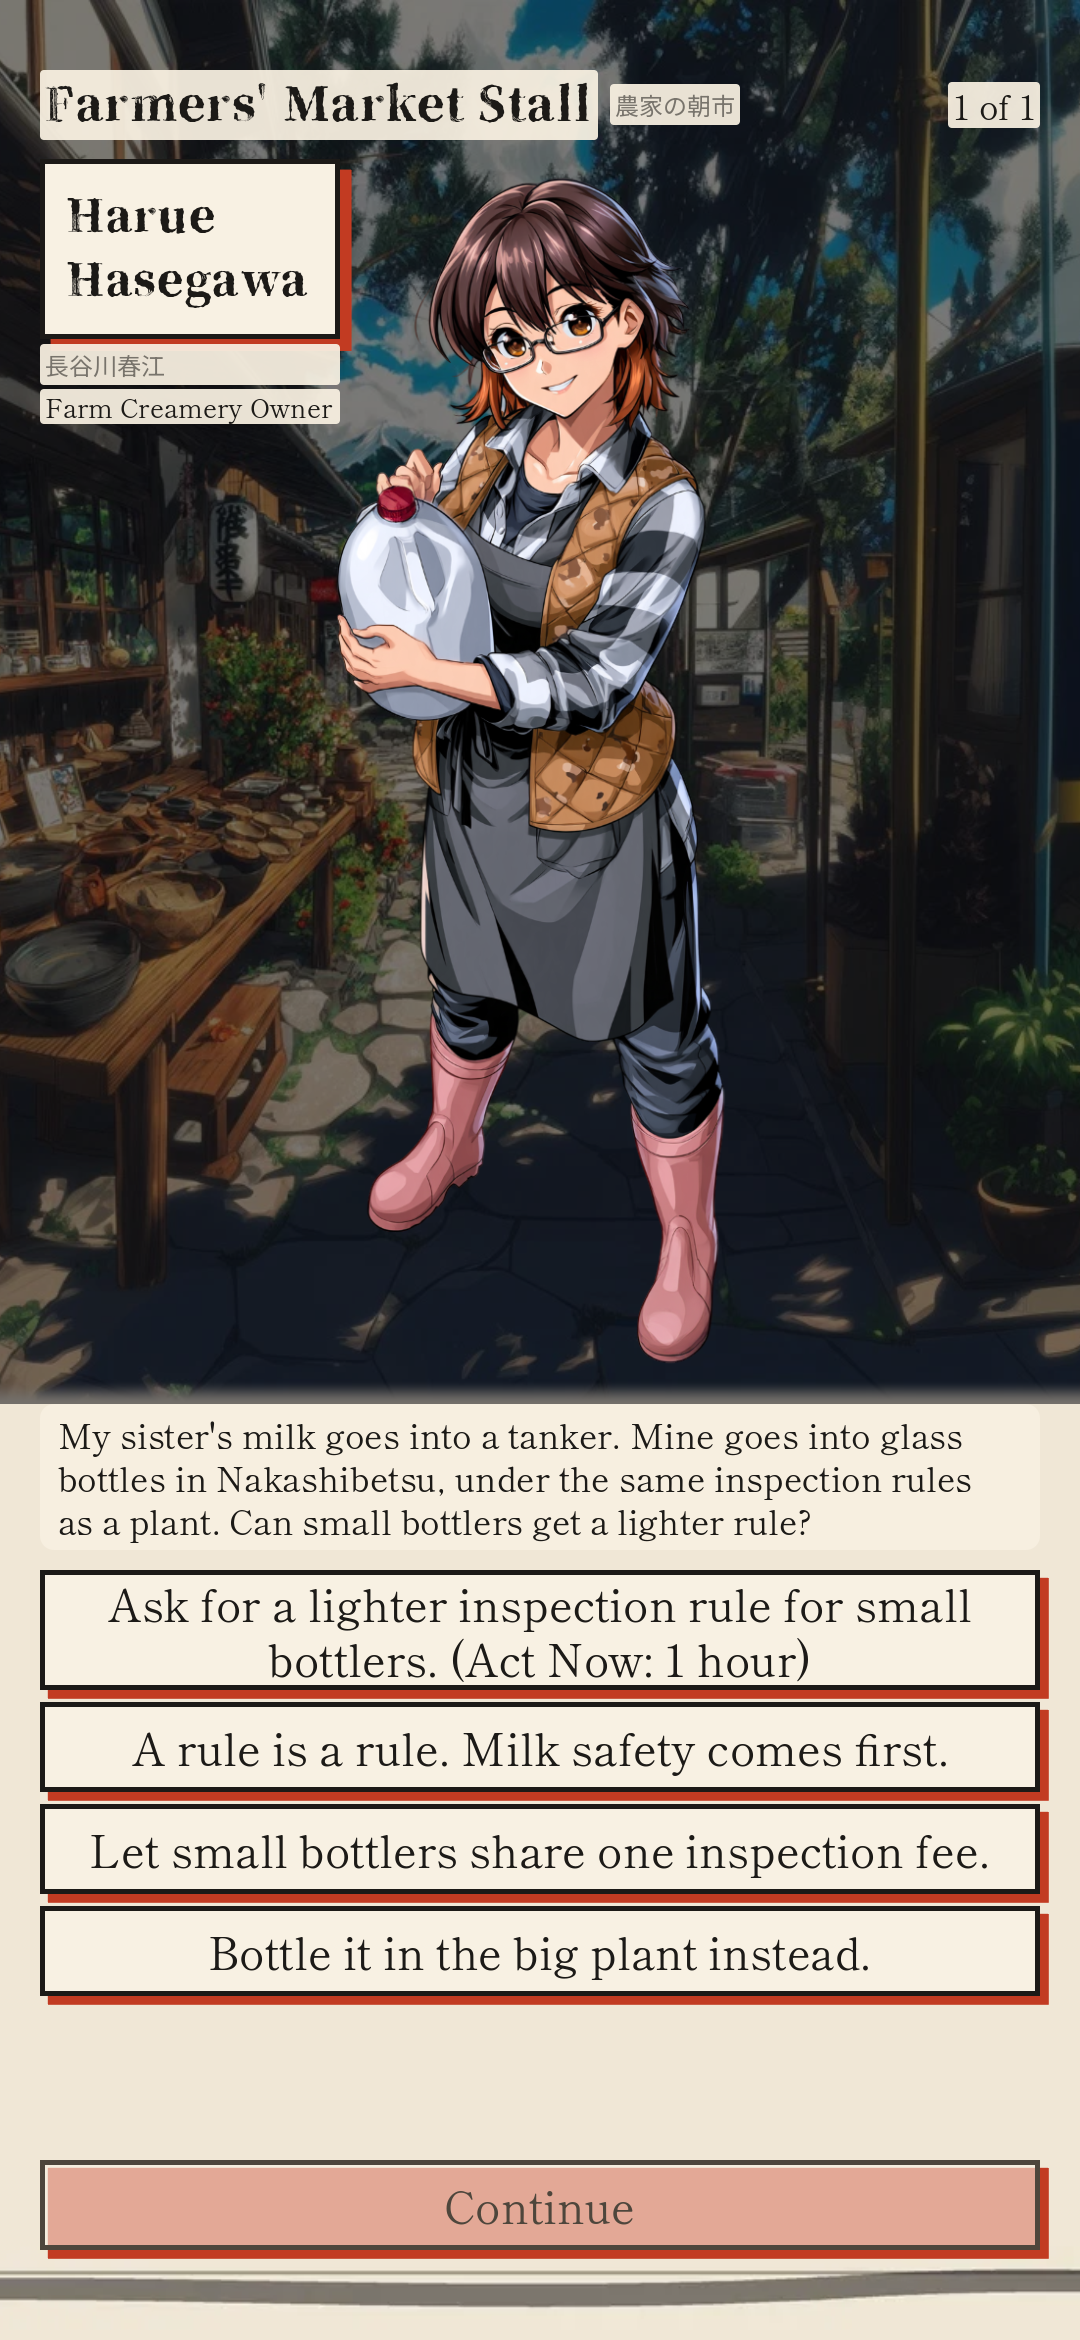 Farmers' Market Stall
農家の朝市
1 of 1
Harue
Hasegawa
長谷川春江
Farm Creamery Owner
My sister's milk goes into a tanker. Mine goes into glass
bottles in Nakashibetsu, under the same inspection rules
as a plant. Can small bottlers get a lighter rule?
Ask for a lighter inspection rule for small
bottlers. (Act Now: 1 hour)
A rule is a rule. Milk safety comes first.
Let small bottlers share one inspection fee.
Bottle it in the big plant instead.
Continue